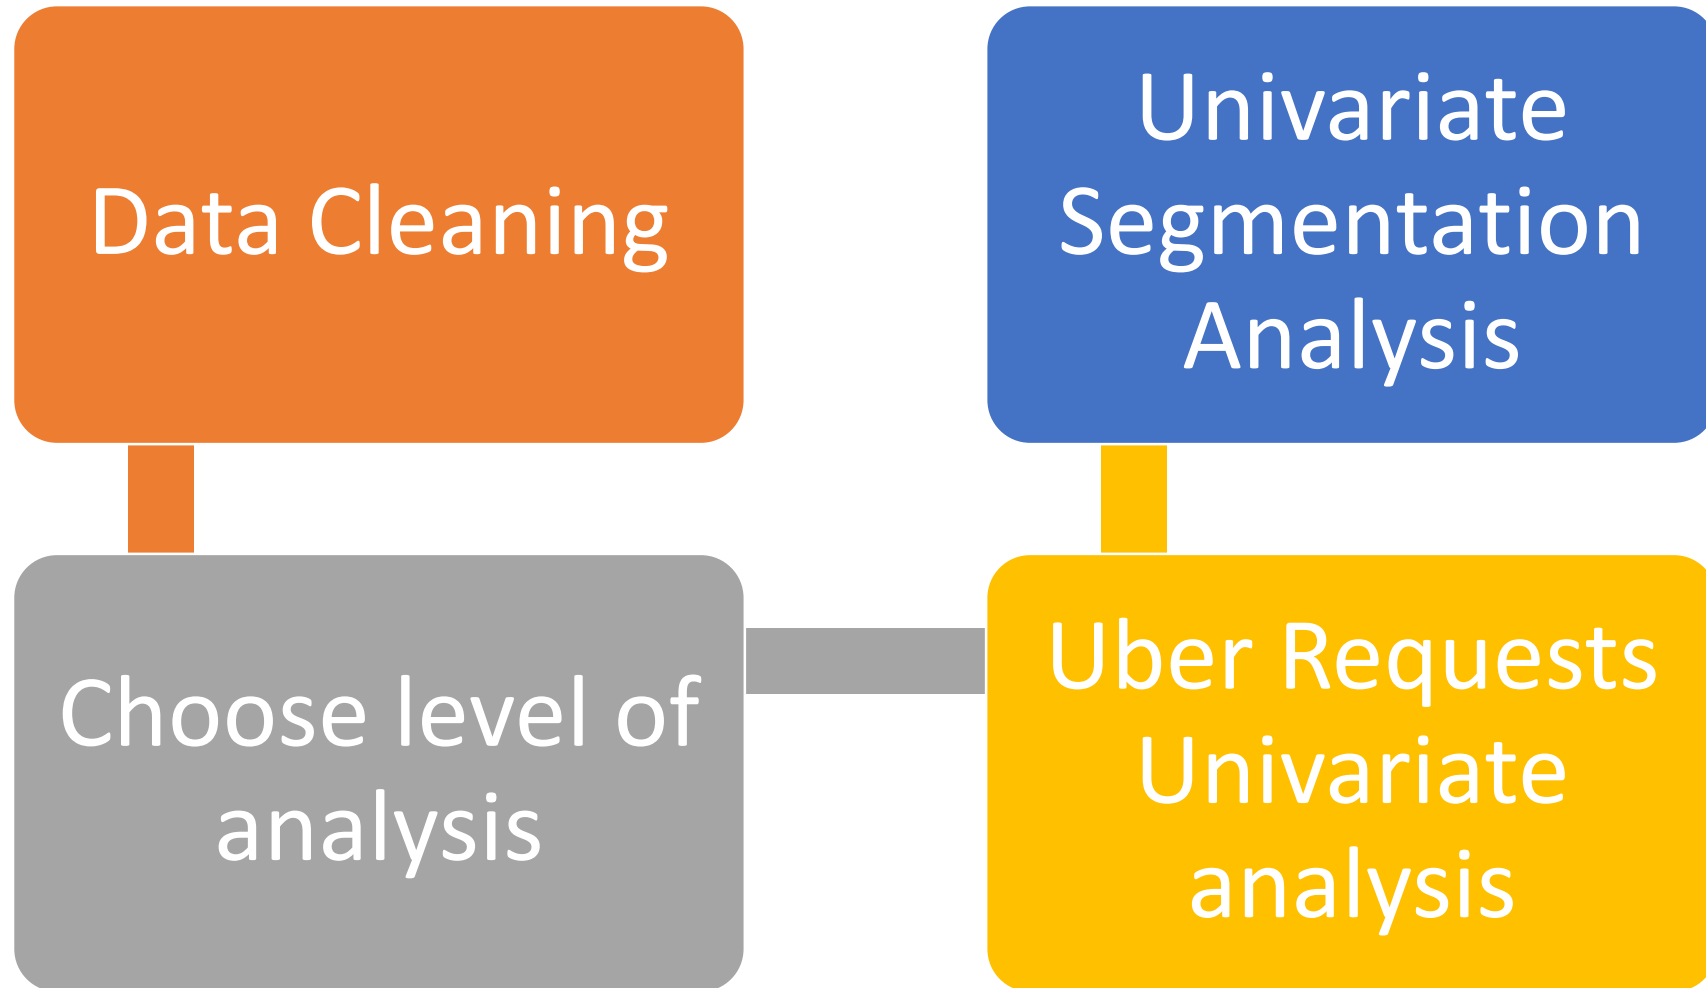 Data Cleaning
Choose level of
analysis
Uber Requests
Univariate
analysis
Univariate
Segmentation
Analysis